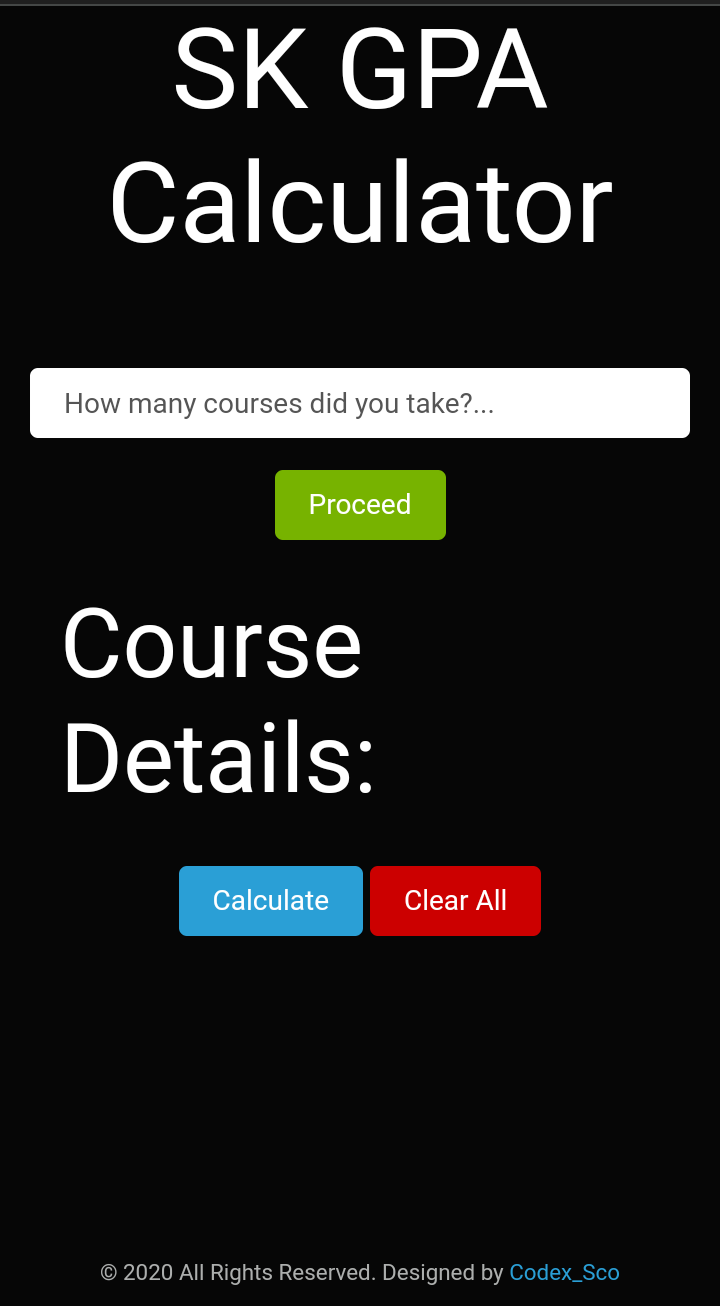 SK GPA
Calculator
How many courses did you take?...
Proceed
Course
Details:
Calculate Clear All
© 2020 All Rights Reserved. Designed by Codex_Sco